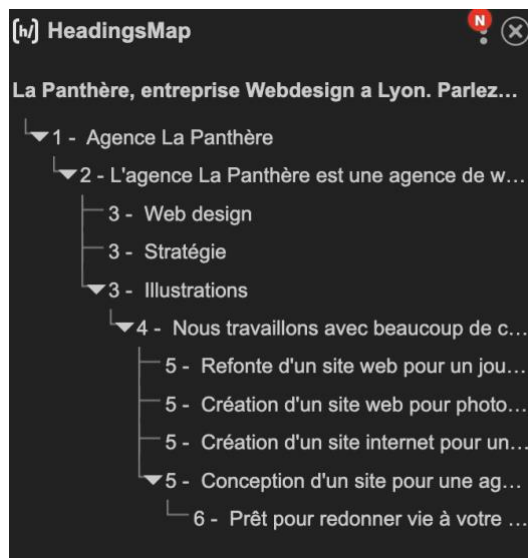 [h/] HeadingsMap N
La Panthère, entreprise Webdesign a Lyon. Parlez...
1 - Agence La Panthère
2 - L'agence La Panthère est une agence de w...
3 - Web design
3 - Stratégie
3 - Illustrations
4 - Nous travaillons avec beaucoup de c...
5 - Refonte d'un site web pour un jou...
5 - Création d'un site web pour photo...
5 - Création d'un site internet pour un...
5 - Conception d'un site pour une ag...
6 - Prêt pour redonner vie à votre ...